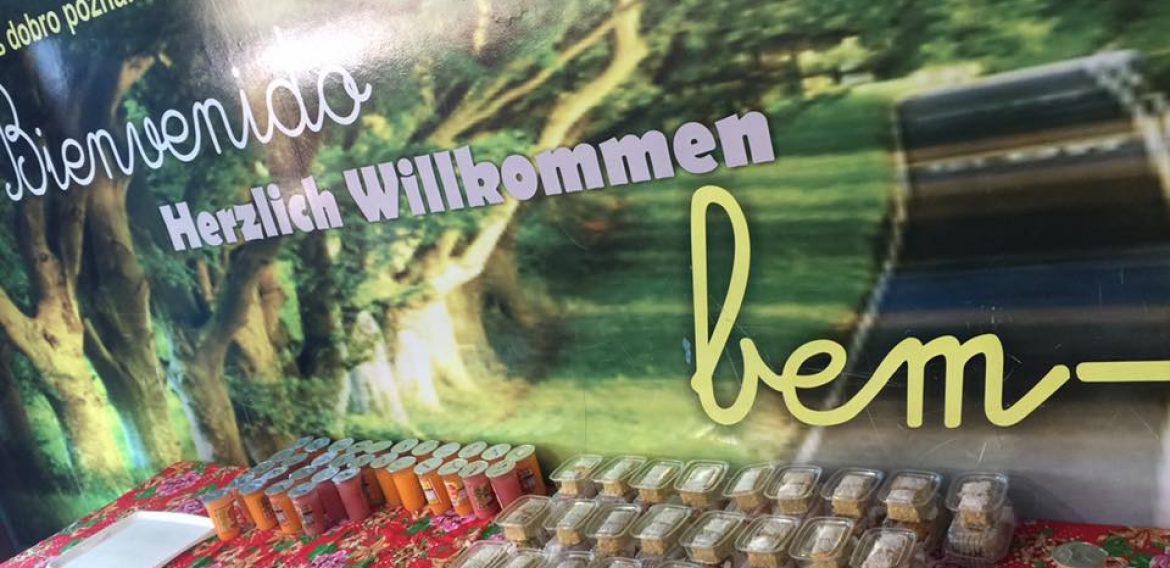 dobro
Bienvenido
Herzlich Willkommen
bem-